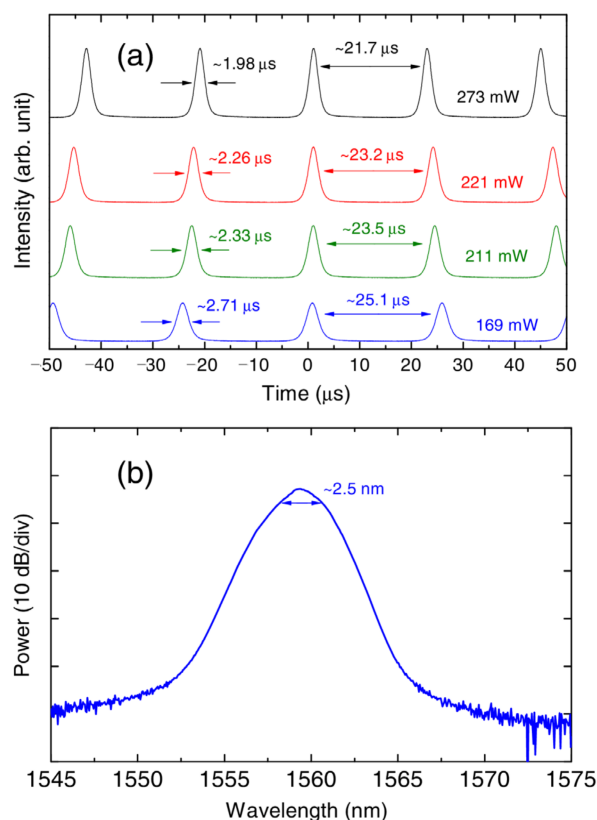 (a)
~1.98 μs
~21.7 μs
273 mW
~2.26 μs
~23.2 μs
221 mW
~2.33 μs
~23.5 μs
211 mW
~2.71 μs
~25.1 μs
169 mW
Intensity (arb. unit)
−50 −40 −30 −20 −10 0 10 20 30 40 50
Time (μs)
(b)
~2.5 nm
Power (10 dB/div)
1545 1550 1555 1560 1565 1570 1575
Wavelength (nm)